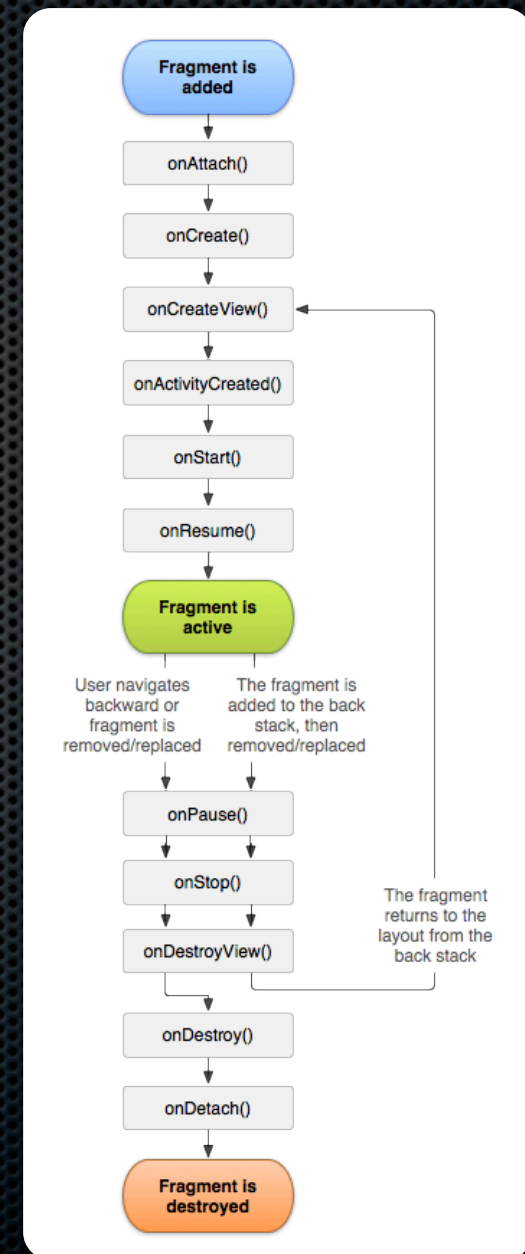 Fragment is
added
onAttach()
onCreate()
onCreateView()
onActivityCreated()
onStart()
onResume()
Fragment is
active
User navigates
backward or
fragment is
removed/replaced
The fragment is
added to the back
stack, then
removed/replaced
onPause()
onStop()
onDestroyView()
The fragment
returns to the
layout from the
back stack
onDestroy()
onDetach()
Fragment is
destroyed